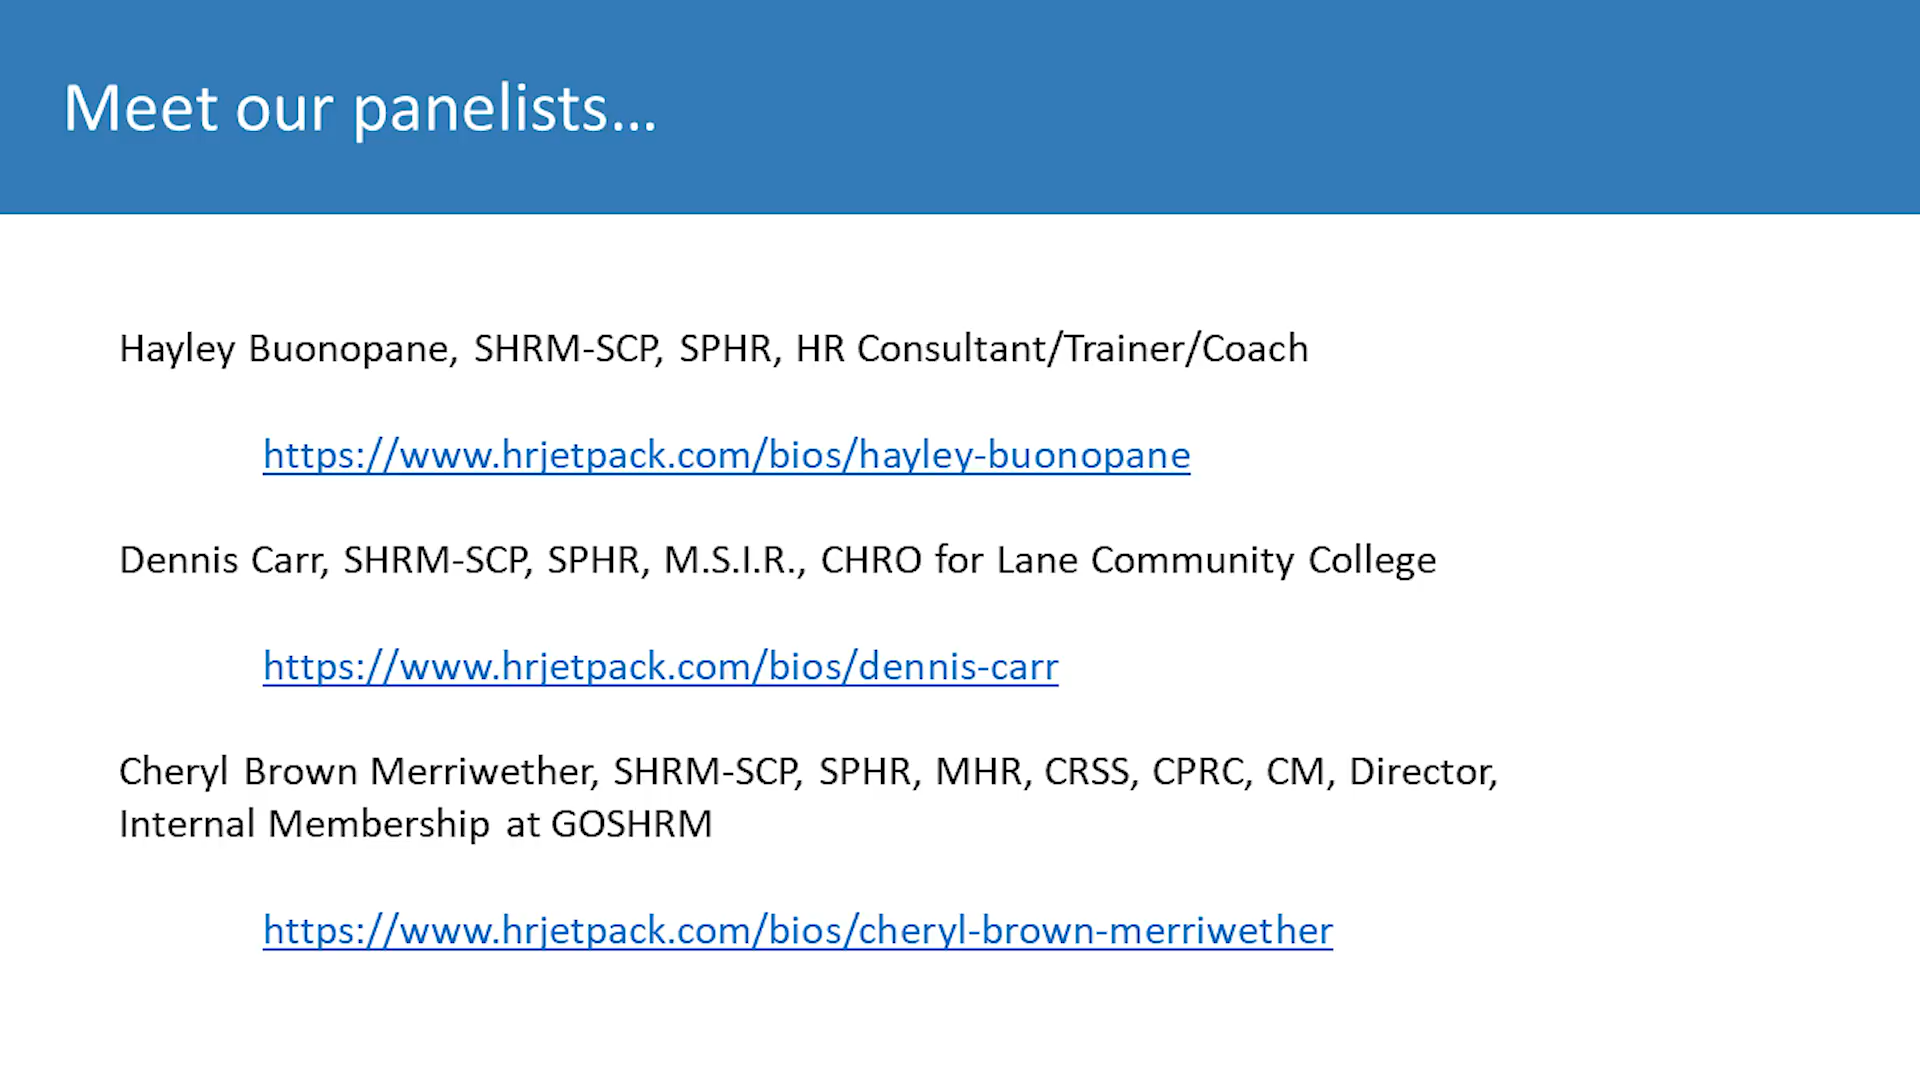 Meet our panelists...
Hayley Buonopane, SHRM-SCP, SPHR, HR Consultant/Trainer/Coach
https://www.hrjetpack.com/bios/hayley-buonopane
Dennis Carr, SHRM-SCP, SPHR, M.S.I.R., CHRO for Lane Community College
https://www.hrjetpack.com/bios/dennis-carr
Cheryl Brown Merriwether, SHRM-SCP, SPHR, MHR, CRSS, CPRC, CM, Director,
Internal Membership at GOSHRM
https://www.hrjetpack.com/bios/cheryl-brown-merriwether